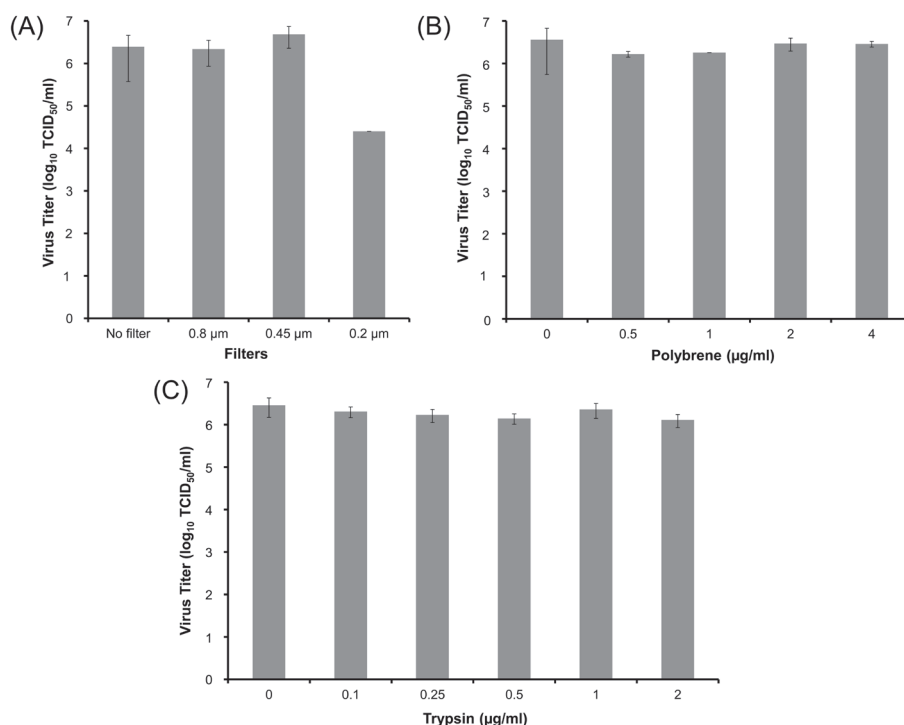 (A)
Virus Titer (log10 TCID50/ml)
7
6
5
4
3
2
1
0
No filter 0.8 µm 0.45 µm 0.2 µm
Filters
(B)
Virus Titer (log10 TCID50/ml)
7
6
5
4
3
2
1
0
0 0.5 1 2 4
Polybrene (µg/ml)
(C)
Virus Titer (log10 TCID50/ml)
7
6
5
4
3
2
1
0
0 0.1 0.25 0.5 1 2
Trypsin (µg/ml)